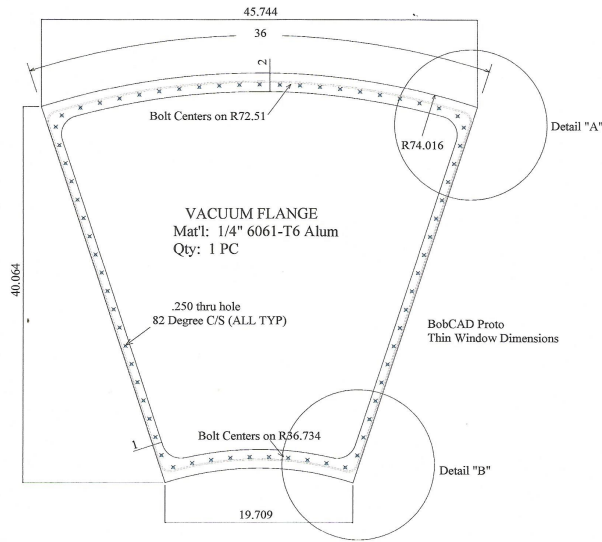 45.744
36
2
Bolt Centers on R72.51
R74.016
Detail "A"
VACUUM FLANGE
Mat'l: 1/4" 6061-T6 Alum
Qty: 1 PC
40.064
.250 thru hole
82 Degree C/S (ALL TYP)
BobCAD Proto
Thin Window Dimensions
1
Bolt Centers on R36.734
Detail "B"
19.709